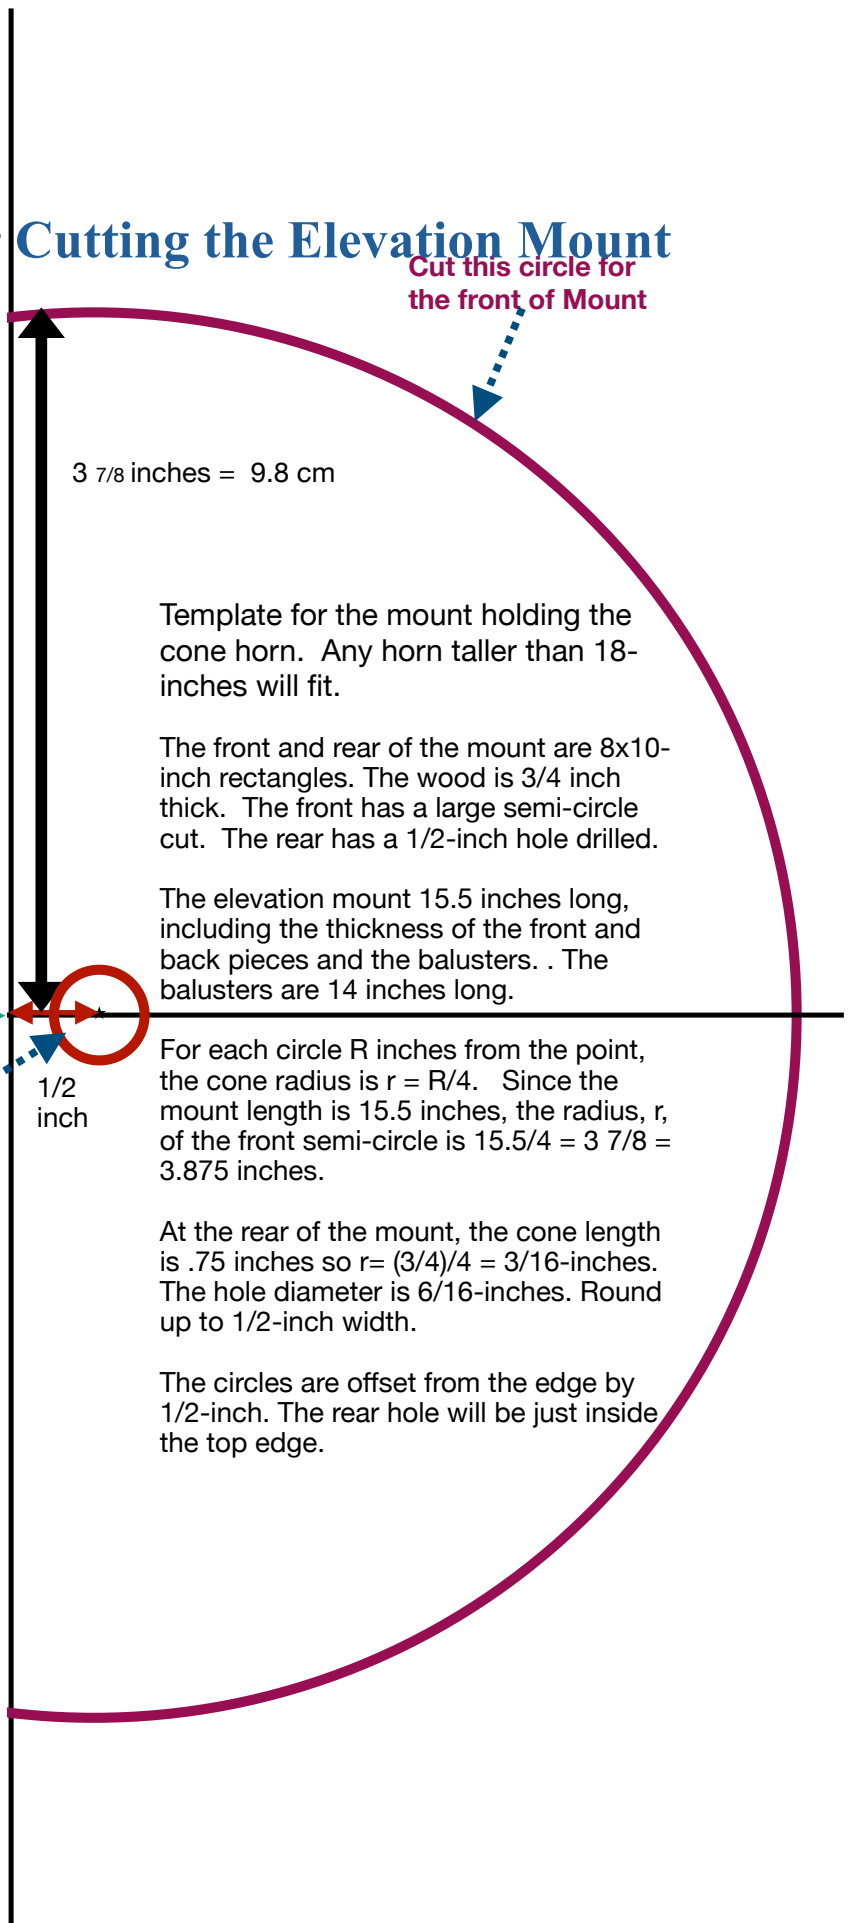 Cutting the Elevation Mount
Cut this circle for
the front of Mount
3 7/8 inches =  9.8 cm
Template for the mount holding the
cone horn.  Any horn taller than 18-
inches will fit.
The front and rear of the mount are 8x10-
inch rectangles. The wood is 3/4 inch
thick.  The front has a large semi-circle
cut.  The rear has a 1/2-inch hole drilled.
The elevation mount 15.5 inches long,
including the thickness of the front and
back pieces and the balusters. . The
balusters are 14 inches long.
1/2
inch
For each circle R inches from the point,
the cone radius is r = R/4.   Since the
mount length is 15.5 inches, the radius, r,
of the front semi-circle is 15.5/4 = 3 7/8 =
3.875 inches.
At the rear of the mount, the cone length
is .75 inches so r= (3/4)/4 = 3/16-inches.
The hole diameter is 6/16-inches. Round
up to 1/2-inch width.
The circles are offset from the edge by
1/2-inch. The rear hole will be just inside
the top edge.